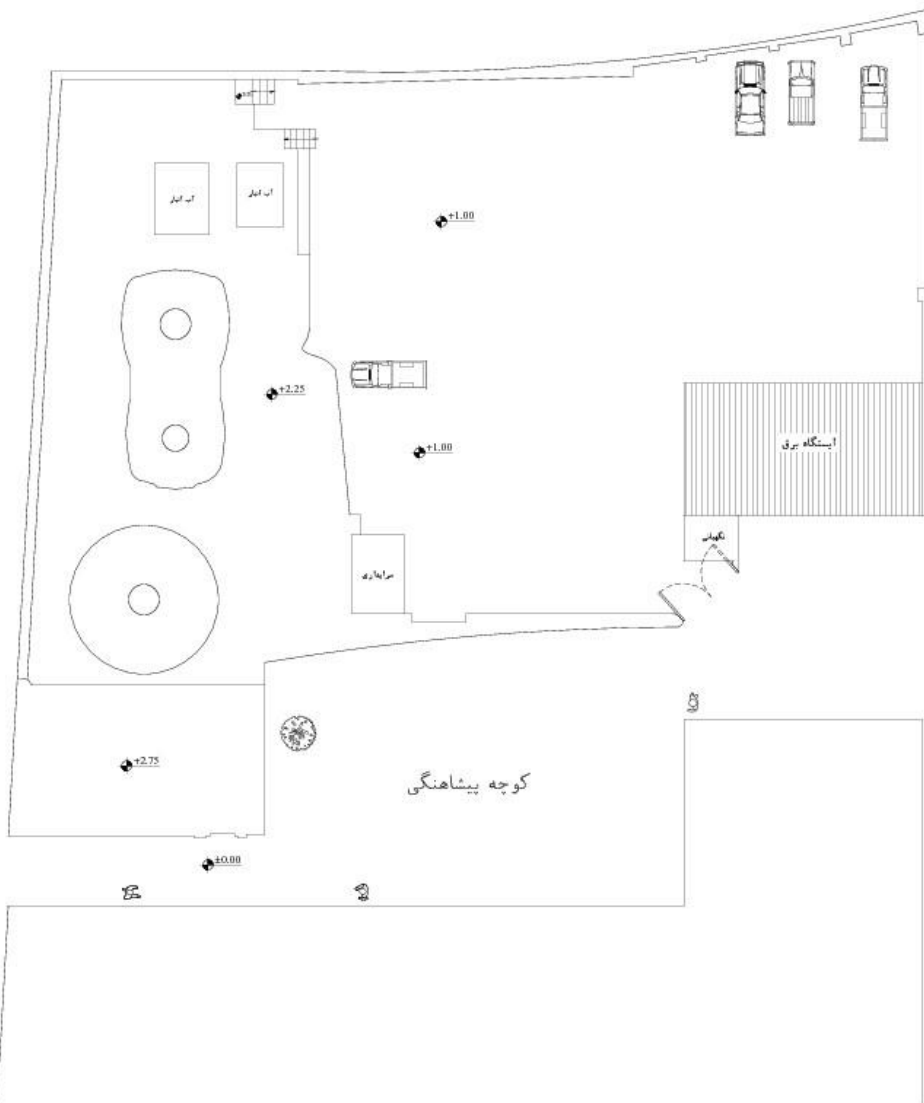 آب انبار
آب انبار
+1.00
+2.25
+1.00
ایستگاه برق
نگهبانی
سرایداری
+2.75
کوچه پیشاهنگی
±0.00